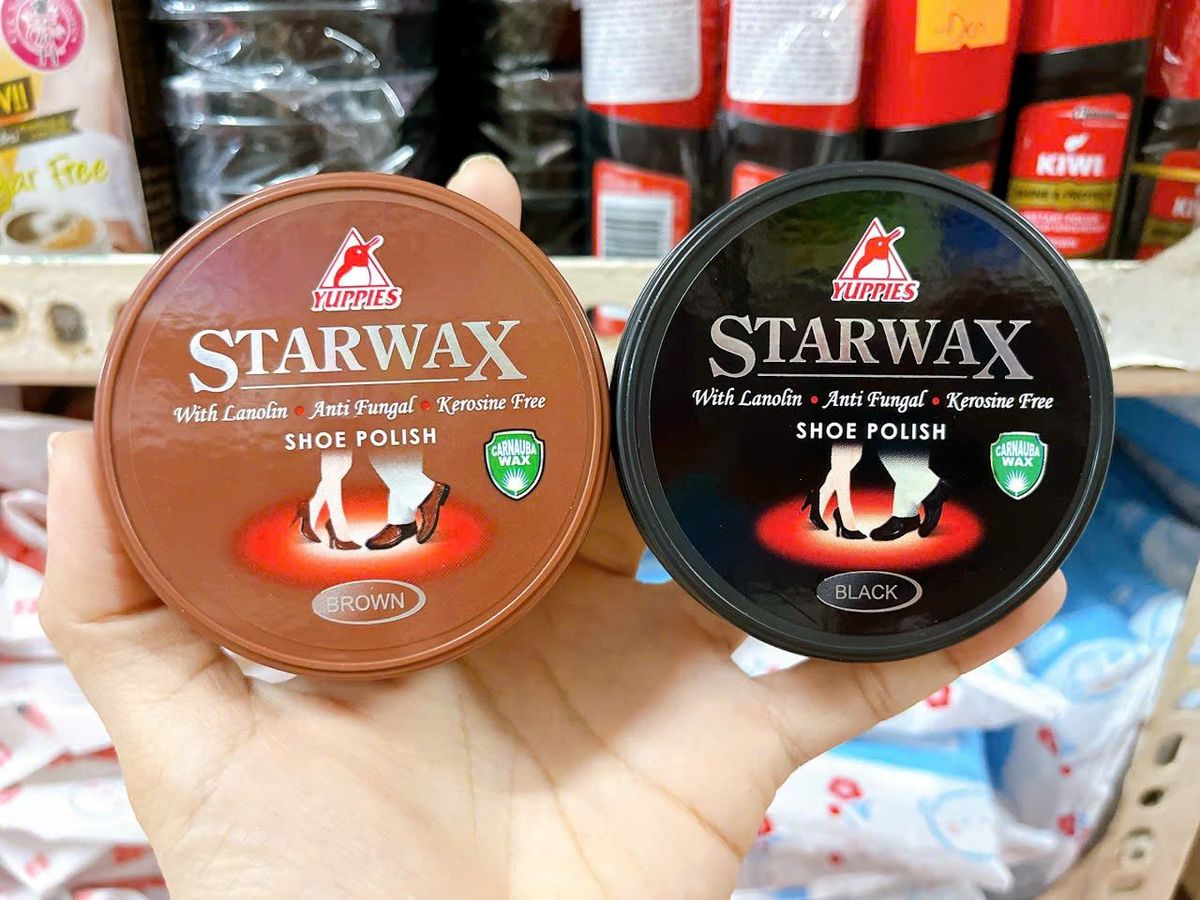 Free
YUPPIES
STARWAX
With Lanolin • Anti Fungal • Kerosine Free
SHOE POLISH
CARNAUBA
WAX
BROWN
YUPPIES
STARWAX
With Lanolin • Anti Fungal • Kerosine Free
SHOE POLISH
CARNAUBA
WAX
BLACK
KIWI